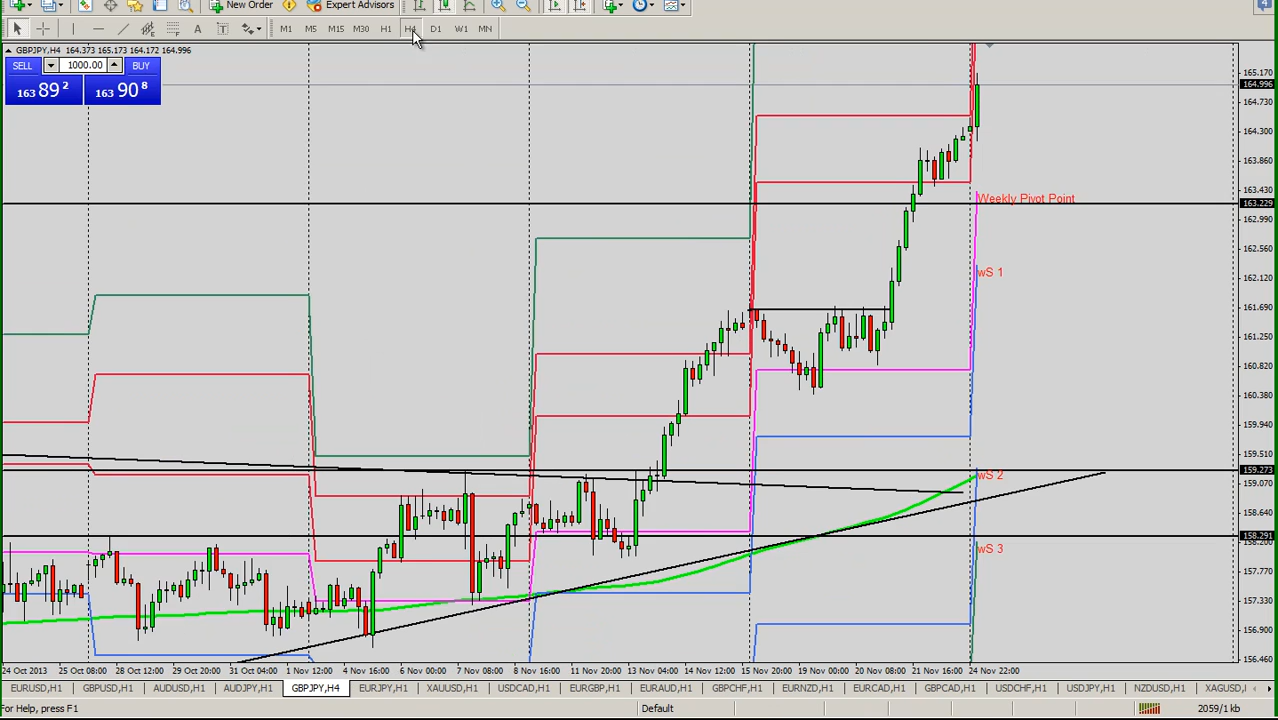 New Order Expert Advisors
A T M1 M5 M15 M30 H1 H4 D1 W1 MN
GBPJPY,H4 164.373 165.173 164.172 164.996
SELL 1000.00 BUY
163 89 2 163 90 8
165.170
164.996
164.730
164.300
163.860
163.430
Weekly Pivot Point
163.229
162.990
162.560
wS 1
162.120
161.690
161.250
160.820
160.380
159.940
159.510
159.273
wS 2
159.070
158.640
158.291
158.200
wS 3
157.770
157.330
156.900
156.460
24 Oct 2013 25 Oct 08:00 28 Oct 12:00 29 Oct 20:00 31 Oct 04:00 1 Nov 12:00 4 Nov 16:00 6 Nov 00:00 7 Nov 08:00 8 Nov 16:00 11 Nov 20:00 13 Nov 04:00 14 Nov 12:00 15 Nov 20:00 19 Nov 00:00 20 Nov 08:00 21 Nov 16:00 24 Nov 22:00
EURUSD,H1 GBPUSD,H1 AUDUSD,H1 AUDJPY,H1 GBPJPY,H4 EURJPY,H1 XAUUSD,H1 USDCAD,H1 EURGBP,H1 EURAUD,H1 GBPCHF,H1 EURNZD,H1 EURCAD,H1 GBPCAD,H1 USDCHF,H1 USDJPY,H1 NZDUSD,H1 XAGUSD,
For Help, press F1 Default 2059/1 kb